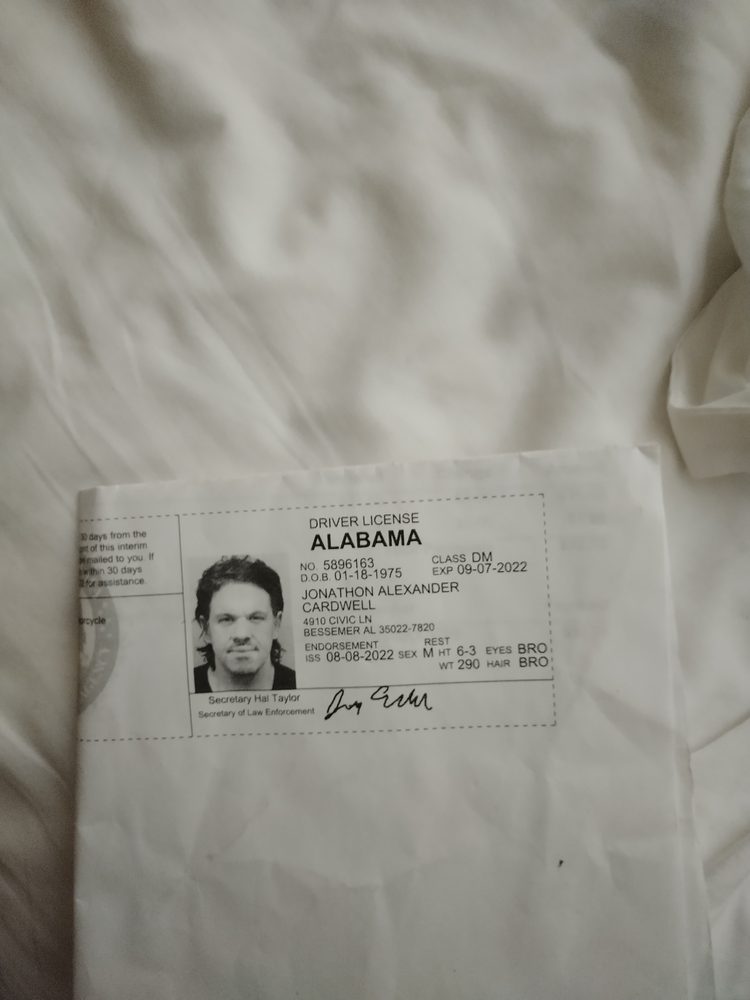 30 days from the
of this interim
mailed to you. If
within 30 days
for assistance.
DRIVER LICENSE
ALABAMA
NO. 5896163 CLASS DM
D.O.B. 01-18-1975 EXP 09-07-2022
JONATHON ALEXANDER
CARDWELL
4910 CIVIC LN
BESSEMER AL 35022-7820
ENDORSEMENT REST
ISS 08-08-2022 SEX M HT 6-3 EYES BRO
WT 290 HAIR BRO
Secretary Hal Taylor
Secretary of Law Enforcement